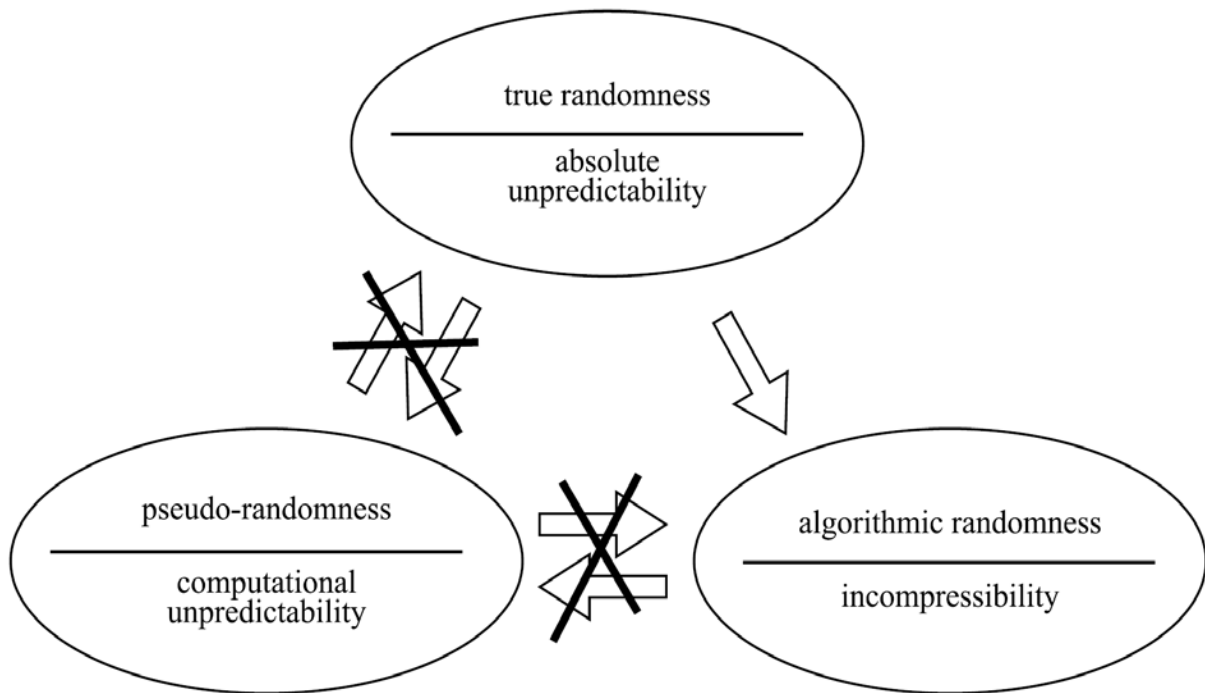 true randomness
absolute
unpredictability
pseudo-randomness
computational
unpredictability
algorithmic randomness
incompressibility